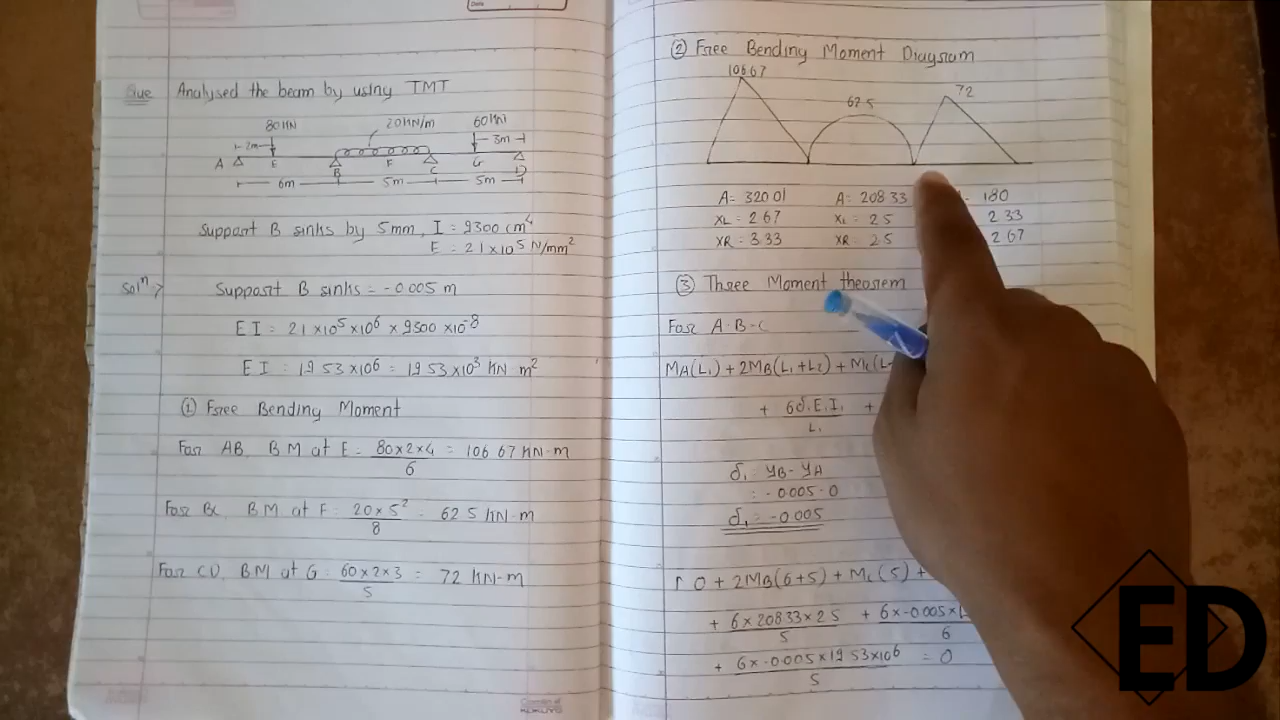 Que Analysed the beam by using TMT
80KN 20KN/m 60KN
2m 3m
A E B F C G D
6m 5m 5m
Support B sinks by 5mm, I = 9300 cm⁴
E = 2.1×10⁵ N/mm²
Solⁿ Support B sinks = -0.005 m
EI = 2.1×10⁵×10⁶×9300×10⁻⁸
EI = 19.53×10⁶ = 19.53×10³ KN·m²
① Free Bending Moment
For AB, BM at E = 80×2×4/6 = 106.67 KN·m
For BC, BM at F = 20×5²/8 = 62.5 KN·m
For CD, BM at G = 60×2×3/5 = 72 KN-m
② Free Bending Moment Diagram
106.67 62.5 72
A = 320.01 A = 208.33 180
XL = 2.67 XL = 2.5 2.33
XR = 3.33 XR = 2.5 2.67
③ Three Moment theorem
For A-B-C
MA(L₁) + 2MB(L₁+L₂) + MC(L
+ 6δ₁E₁I₁/L₁ +
δ₁ = yB - yA
= -0.005-0
δ₁ = -0.005
0 + 2MB(6+5) + MC(5) +
+ 6×208.33×2.5/5 + 6×-0.005×1/6
+ 6×-0.005×19.53×10⁶/5 = 0
ED